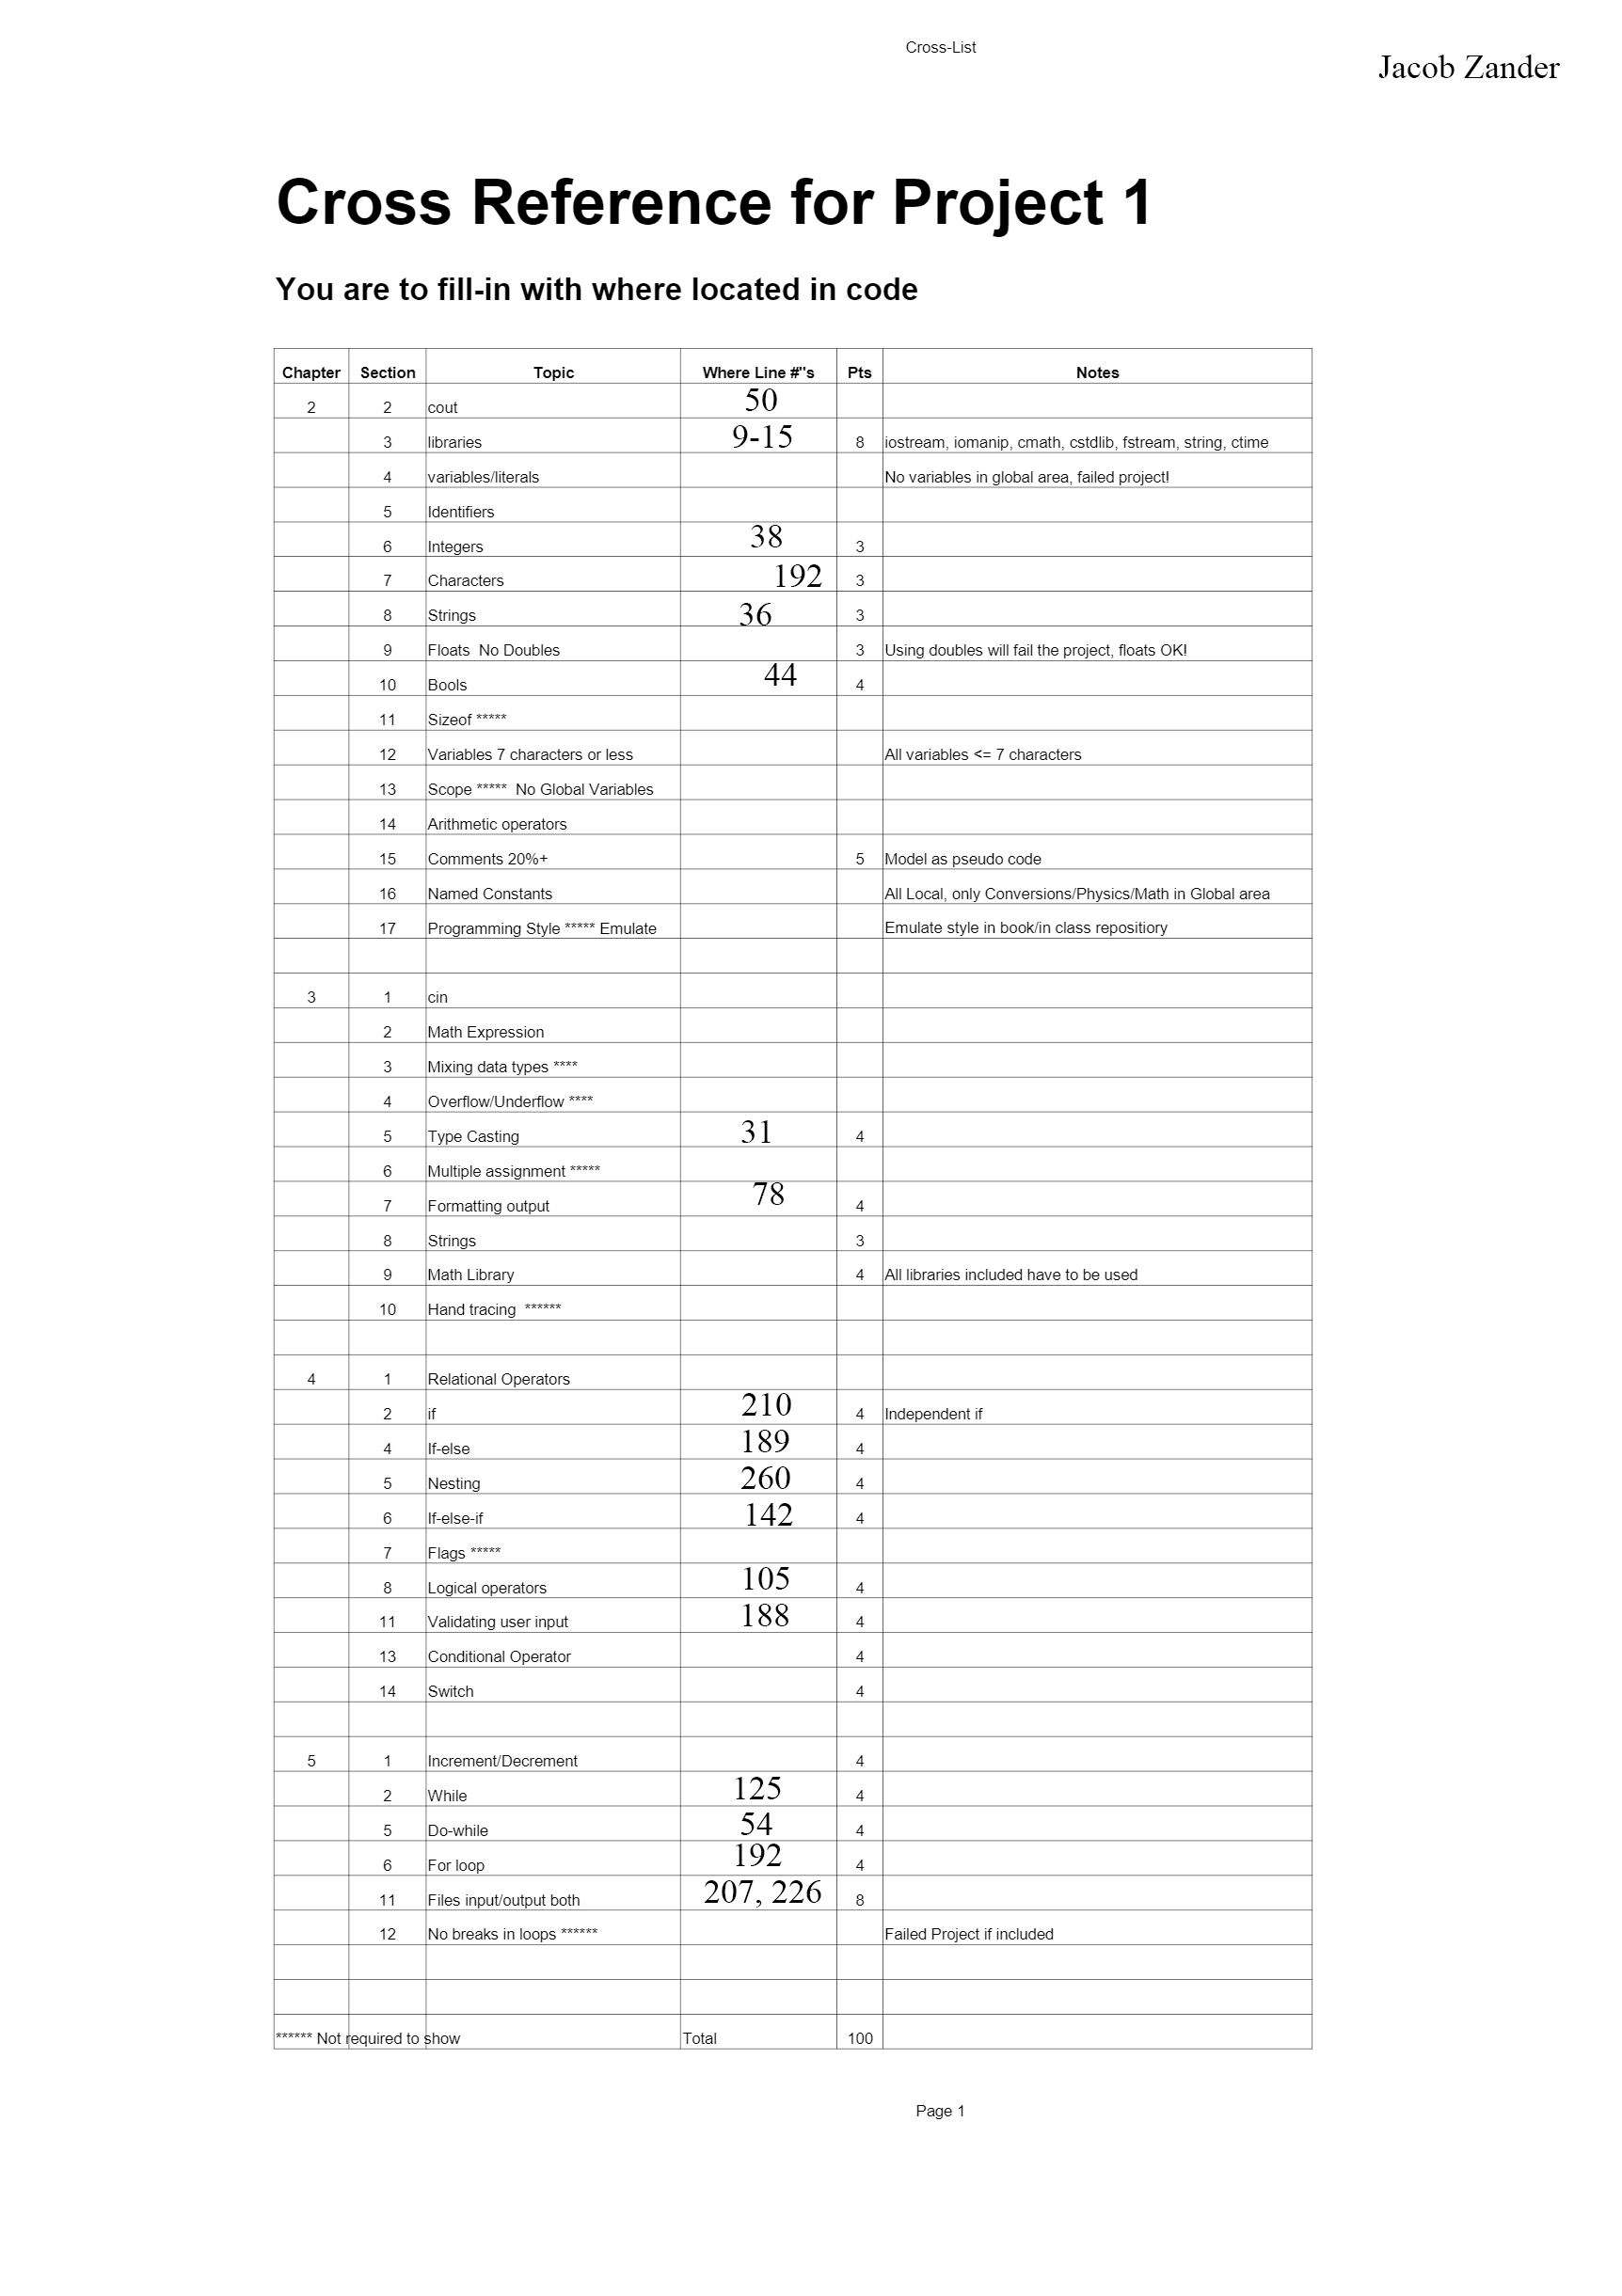 Cross-List
Jacob Zander
Cross Reference for Project 1
You are to fill-in with where located in code
Chapter Section Topic Where Line #"s Pts Notes
2 2 cout 50
3 libraries 9-15 8 iostream, iomanip, cmath, cstdlib, fstream, string, ctime
4 variables/literals No variables in global area, failed project!
5 Identifiers
6 Integers 38 3
7 Characters 192 3
8 Strings 36 3
9 Floats No Doubles 3 Using doubles will fail the project, floats OK!
10 Bools 44 4
11 Sizeof *****
12 Variables 7 characters or less All variables <= 7 characters
13 Scope ***** No Global Variables
14 Arithmetic operators
15 Comments 20%+ 5 Model as pseudo code
16 Named Constants All Local, only Conversions/Physics/Math in Global area
17 Programming Style ***** Emulate Emulate style in book/in class repositiory
3 1 cin
2 Math Expression
3 Mixing data types ****
4 Overflow/Underflow ****
5 Type Casting 31 4
6 Multiple assignment *****
7 Formatting output 78 4
8 Strings 3
9 Math Library 4 All libraries included have to be used
10 Hand tracing ******
4 1 Relational Operators
2 if 210 4 Independent if
4 If-else 189 4
5 Nesting 260 4
6 If-else-if 142 4
7 Flags *****
8 Logical operators 105 4
11 Validating user input 188 4
13 Conditional Operator 4
14 Switch 4
5 1 Increment/Decrement 4
2 While 125 4
5 Do-while 54 4
6 For loop 192 4
11 Files input/output both 207, 226 8
12 No breaks in loops ****** Failed Project if included
****** Not required to show Total 100
Page 1